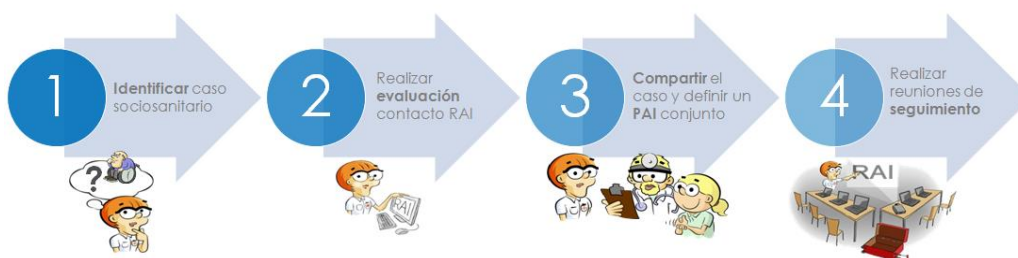 1
Identificar caso
sociosanitario
2
Realizar
evaluación
contacto RAI
3
Compartir el
caso y definir un
PAI conjunto
4
Realizar
reuniones de
seguimiento
?
RAI
RAI